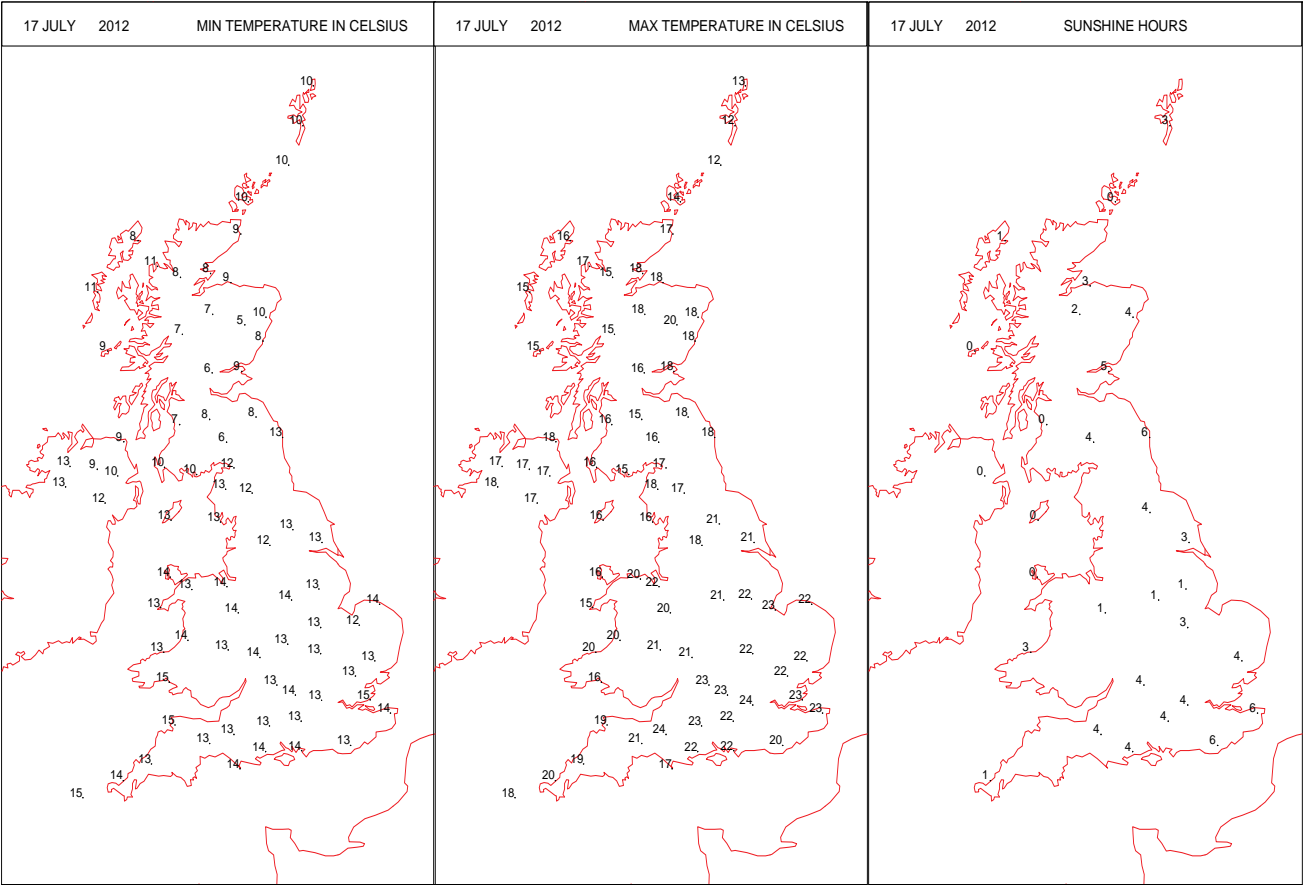 17 JULY 2012 MIN TEMPERATURE IN CELSIUS
10.
10.
10.
10.
9.
8.
11.
8. 8.
9.
11.
7. 10.
5.
7. 8.
9.
6. 9.
7. 8. 8.
9. 6. 13.
13. 9. 10. 10. 10. 12.
13. 13. 12.
12.
13. 13. 13.
12. 13.
14. 13. 14. 13.
13. 14. 14. 14.
13. 12.
14. 13. 13.
13. 14. 13. 13.
15. 13. 14. 13. 13. 15.
14.
15. 13. 13. 13.
13. 14. 14. 13.
13. 14.
14.
15.
17 JULY 2012 MAX TEMPERATURE IN CELSIUS
13.
12.
12.
14.
17.
16.
17. 15. 18.
18.
15.
18. 18.
20.
15. 18.
15.
16. 18.
16. 15. 18.
18. 16. 18.
17. 17. 17. 16. 15. 17.
18. 16. 17.
17.
16. 16. 21.
18. 21.
16. 20. 22.
15. 20. 21. 22. 23. 22.
20. 20. 21. 21. 22. 20.
16. 23. 23. 24. 22. 23.
23.
19. 21. 24. 23. 22.
22. 22. 20.
19. 17.
20.
18.
17 JULY 2012 SUNSHINE HOURS
3.
0.
1.
3.
2. 4.
0.
5.
0.
4. 6.
0.
0. 4.
3.
0. 1.
1. 1.
3.
3. 4.
4. 4.
6.
4. 4.
4. 6.
1.